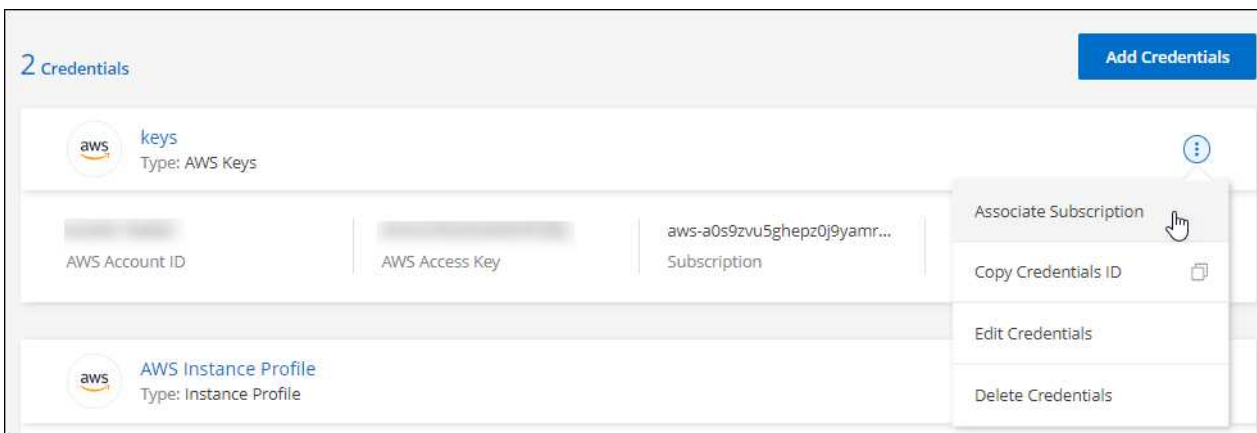 2 Credentials
Add Credentials
aws
keys
Type: AWS Keys
Associate Subscription
aws-a0s9zvu5ghepz0j9yamr...
AWS Account ID
AWS Access Key
Subscription
Copy Credentials ID
Edit Credentials
aws
AWS Instance Profile
Type: Instance Profile
Delete Credentials